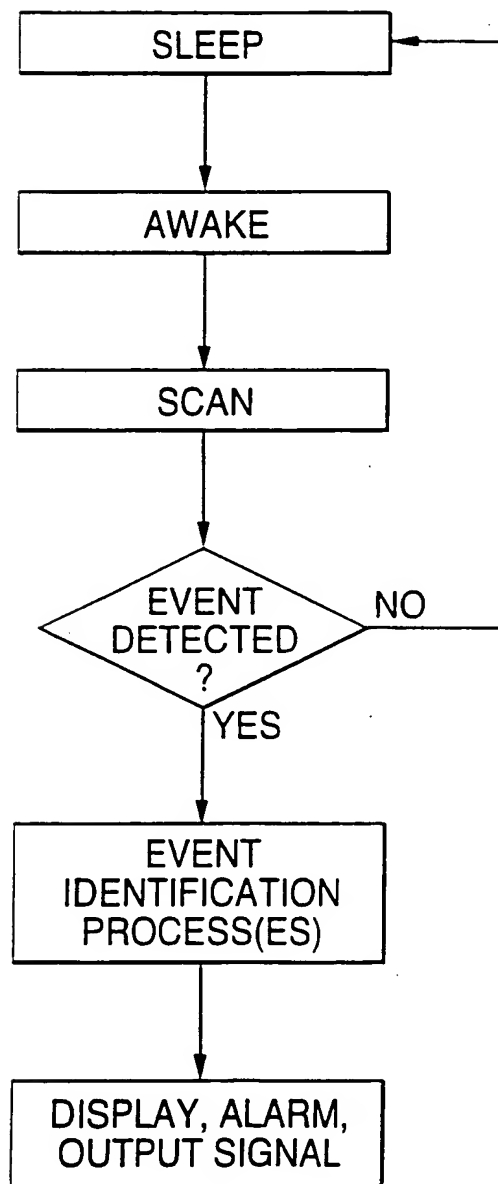 SLEEP
AWAKE
SCAN
EVENT
DETECTED
?
NO
YES
EVENT
IDENTIFICATION
PROCESS(ES)
DISPLAY, ALARM,
OUTPUT SIGNAL